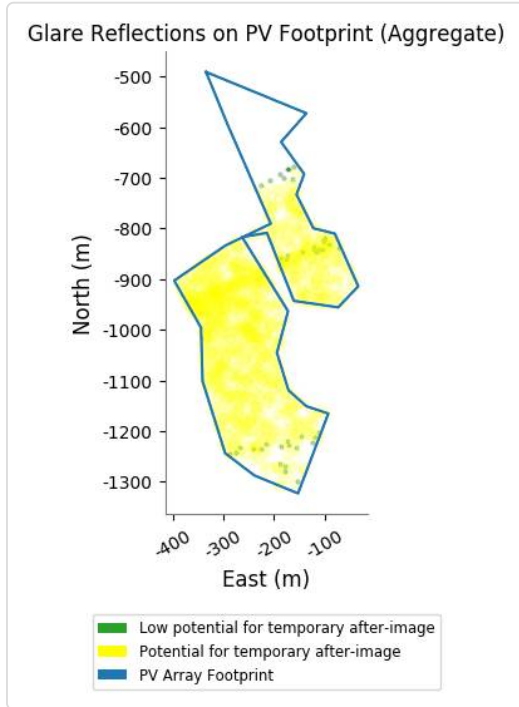 Glare Reflections on PV Footprint (Aggregate)
-500
-600
-700
-800
-900
-1000
-1100
-1200
-1300
North (m)
-400 -300 -200 -100
East (m)
Low potential for temporary after-image
Potential for temporary after-image
PV Array Footprint